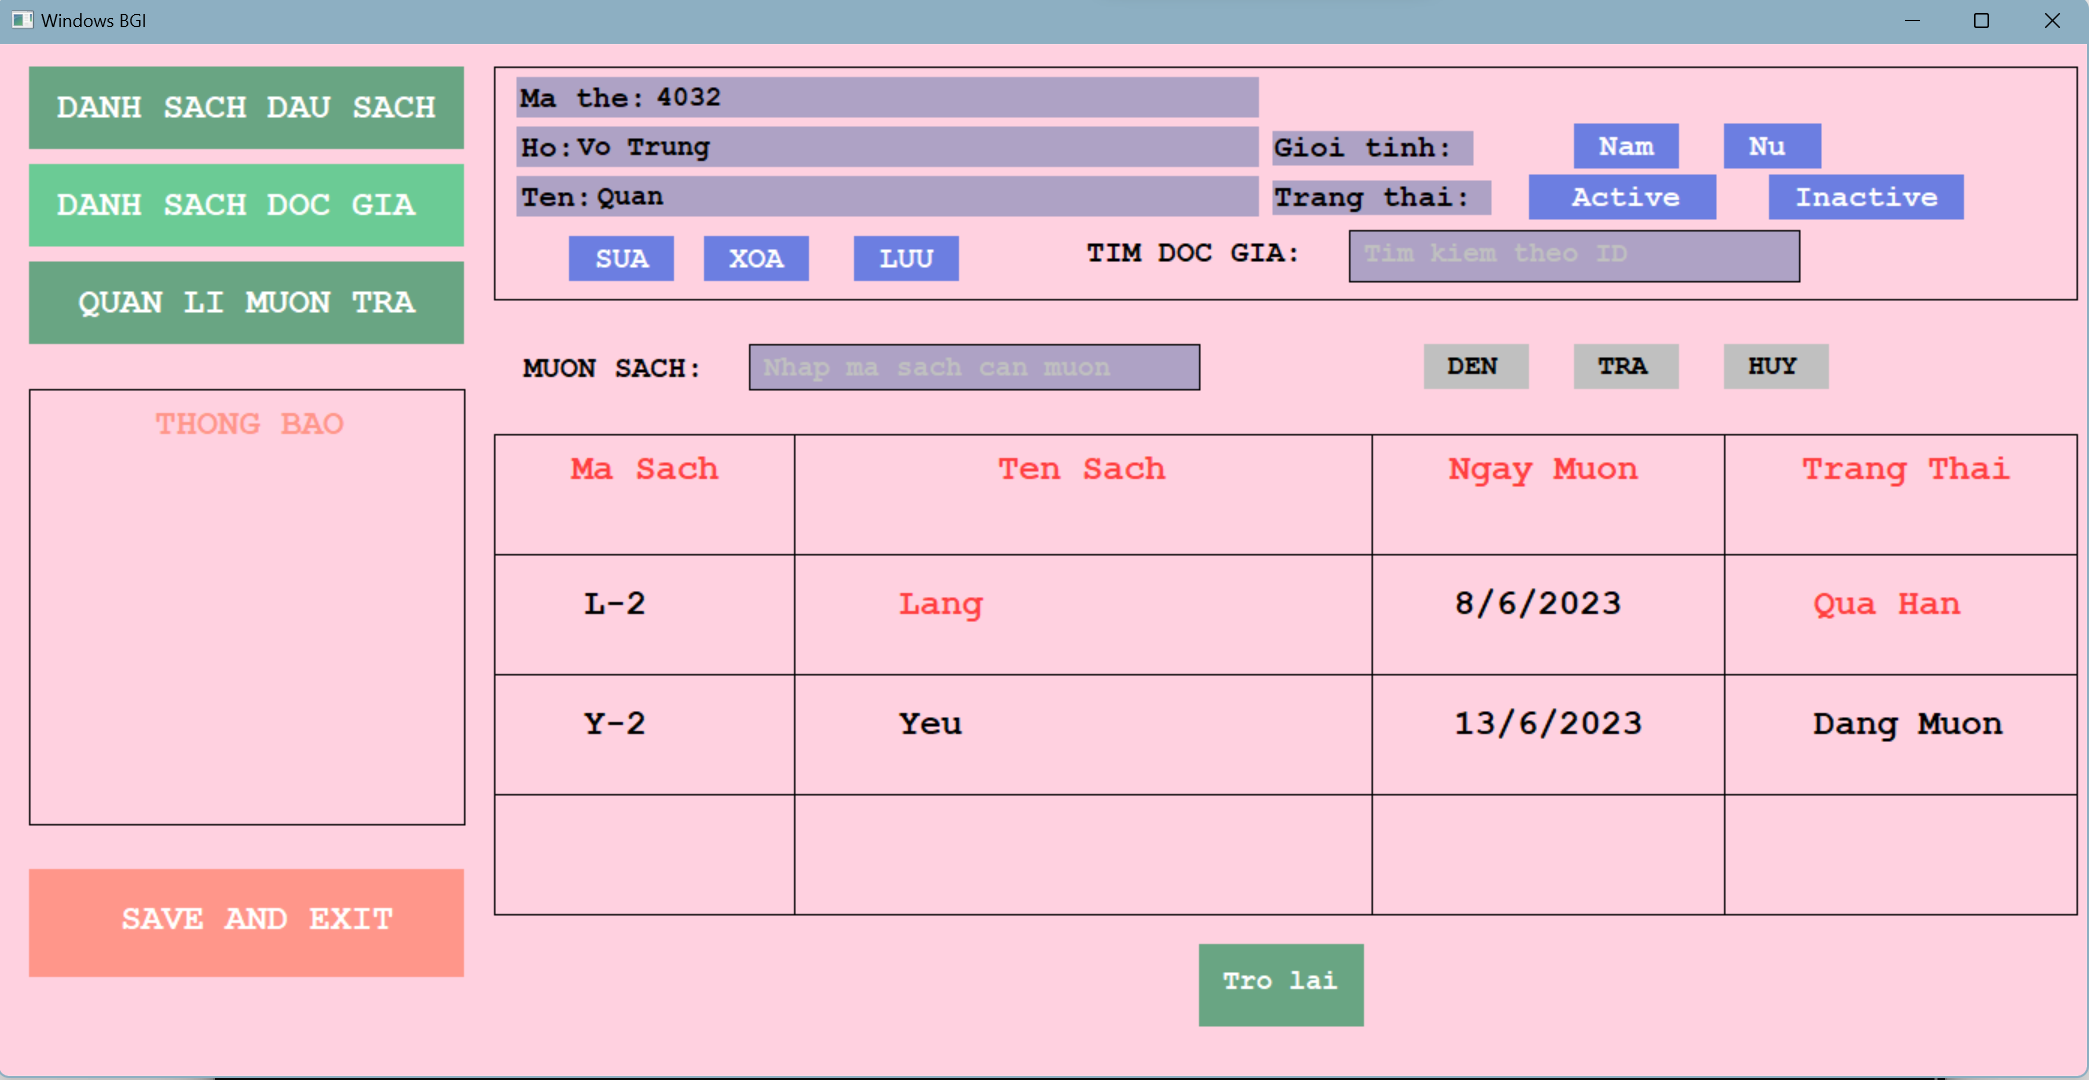 Windows BGI
DANH SACH DAU SACH
DANH SACH DOC GIA
QUAN LI MUON TRA
THONG BAO
SAVE AND EXIT
Ma the: 4032
Ho: Vo Trung
Gioi tinh: Nam Nu
Ten: Quan
Trang thai: Active Inactive
SUA XOA LUU
TIM DOC GIA: Tim kiem theo ID
MUON SACH: Nhap ma sach can muon
DEN TRA HUY
Ma Sach Ten Sach Ngay Muon Trang Thai
L-2 Lang 8/6/2023 Qua Han
Y-2 Yeu 13/6/2023 Dang Muon
Tro lai